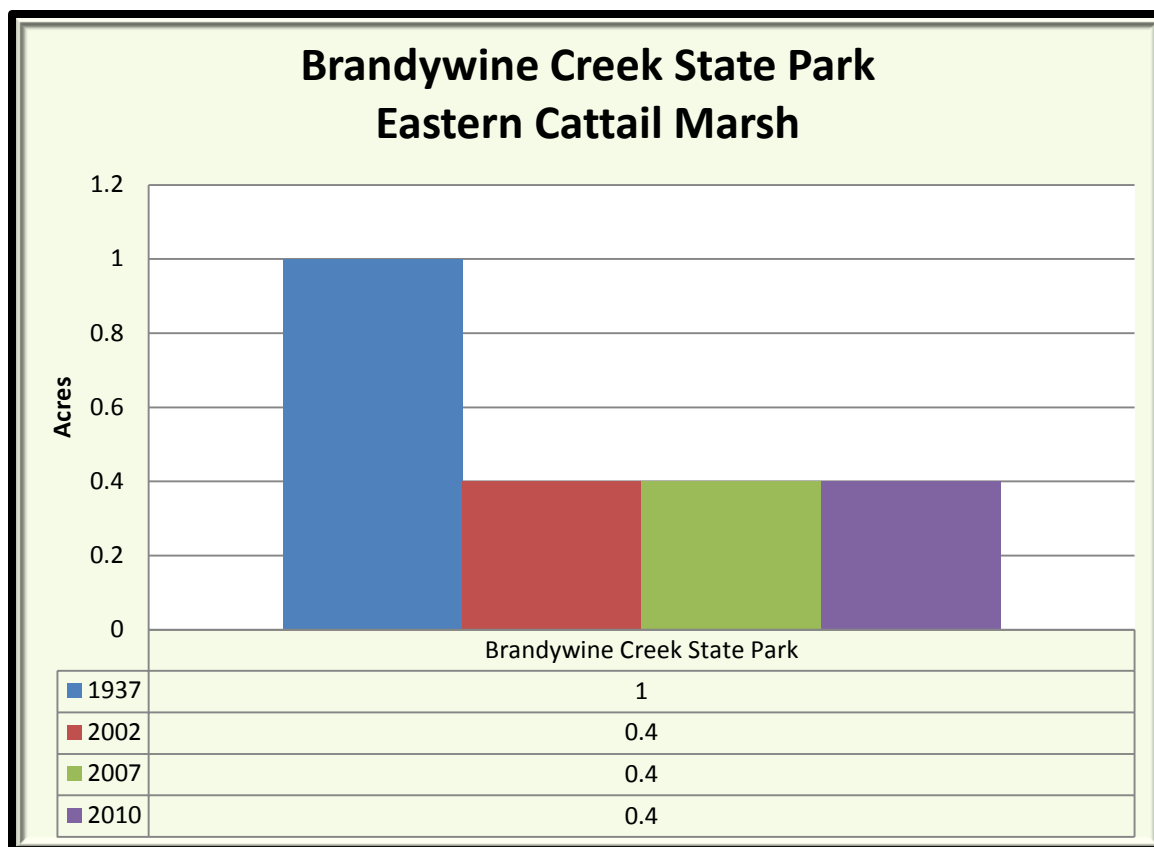 Brandywine Creek State Park
Eastern Cattail Marsh
Acres
1.2
1
0.8
0.6
0.4
0.2
0
Brandywine Creek State Park
1937 1
2002 0.4
2007 0.4
2010 0.4